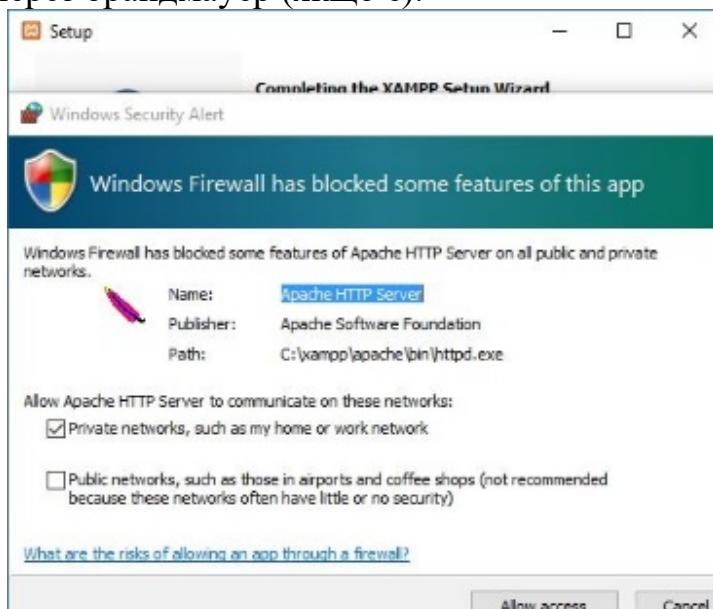 через брандмауер (якщо є).
Setup
Completing the XAMPP Setup Wizard
Windows Security Alert
Windows Firewall has blocked some features of this app
Windows Firewall has blocked some features of Apache HTTP Server on all public and private
networks.
Name: Apache HTTP Server
Publisher: Apache Software Foundation
Path: C:\xampp\apache\bin\httpd.exe
Allow Apache HTTP Server to communicate on these networks:
Private networks, such as my home or work network
Public networks, such as those in airports and coffee shops (not recommended
because these networks often have little or no security)
What are the risks of allowing an app through a firewall?
Allow access Cancel